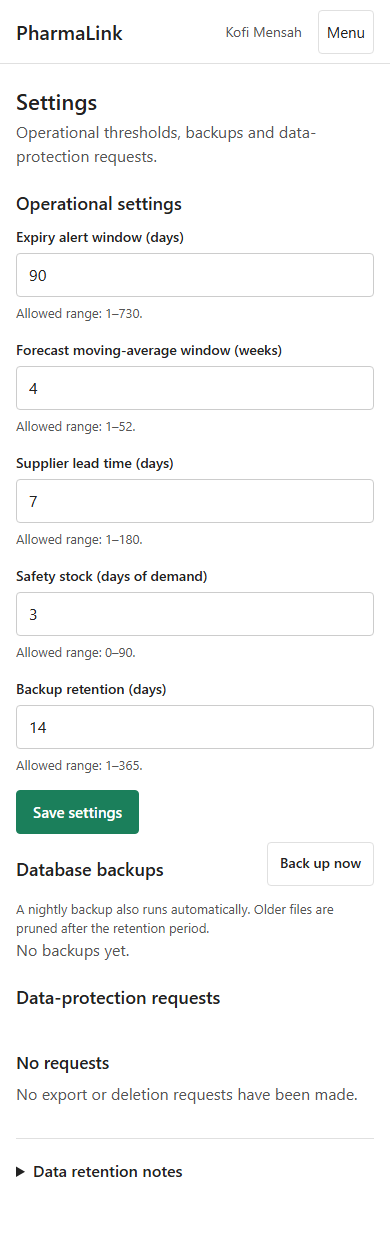 PharmaLink
Kofi Mensah
Menu
Settings
Operational thresholds, backups and data-
protection requests.
Operational settings
Expiry alert window (days)
90
Allowed range: 1–730.
Forecast moving-average window (weeks)
4
Allowed range: 1–52.
Supplier lead time (days)
7
Allowed range: 1–180.
Safety stock (days of demand)
3
Allowed range: 0–90.
Backup retention (days)
14
Allowed range: 1–365.
Save settings
Database backups
Back up now
A nightly backup also runs automatically. Older files are
pruned after the retention period.
No backups yet.
Data-protection requests
No requests
No export or deletion requests have been made.
Data retention notes